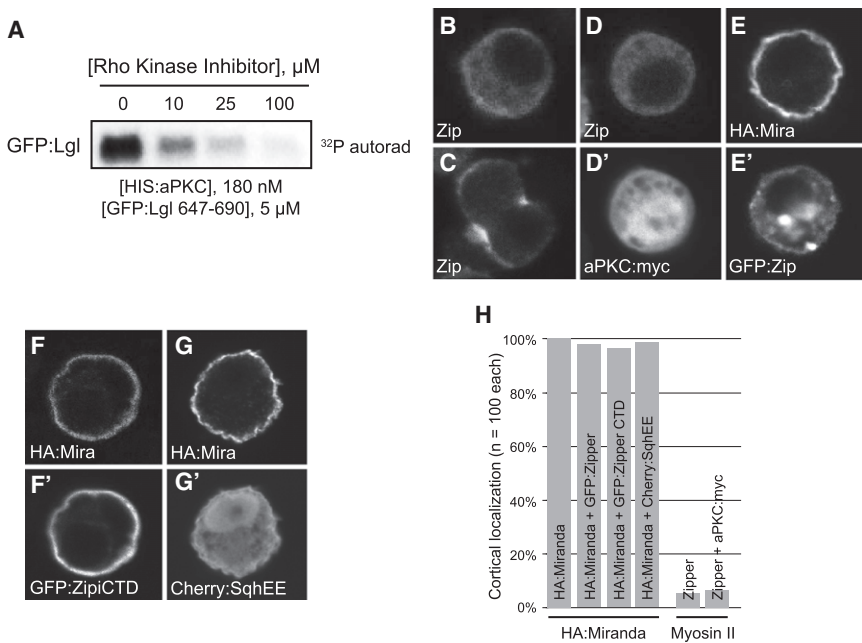 A
[Rho Kinase Inhibitor], µM
0 10 25 100
GFP:Lgl
32P autorad
[HIS:aPKC], 180 nM
[GFP:Lgl 647-690], 5 µM
B
Zip
D
Zip
E
HA:Mira
C
Zip
D’
aPKC:myc
E’
GFP:Zip
F
HA:Mira
G
HA:Mira
F’
GFP:ZipiCTD
G’
Cherry:SqhEE
H
Cortical localization (n = 100 each)
100%
80%
60%
40%
20%
0%
HA:Miranda
HA:Miranda + GFP:Zipper
HA:Miranda + GFP:Zipper CTD
HA:Miranda + Cherry:SqhEE
Zipper
Zipper + aPKC:myc
HA:Miranda
Myosin II